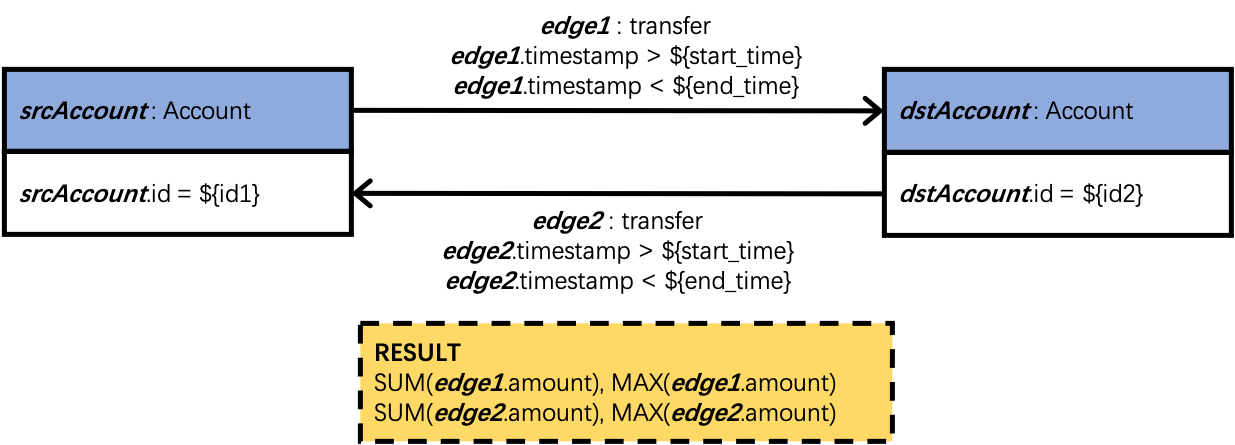 edge1 : transfer
edge1.timestamp > ${start_time}
edge1.timestamp < ${end_time}
srcAccount : Account
dstAccount : Account
srcAccount.id = ${id1}
dstAccount.id = ${id2}
edge2 : transfer
edge2.timestamp > ${start_time}
edge2.timestamp < ${end_time}
RESULT
SUM(edge1.amount), MAX(edge1.amount)
SUM(edge2.amount), MAX(edge2.amount)